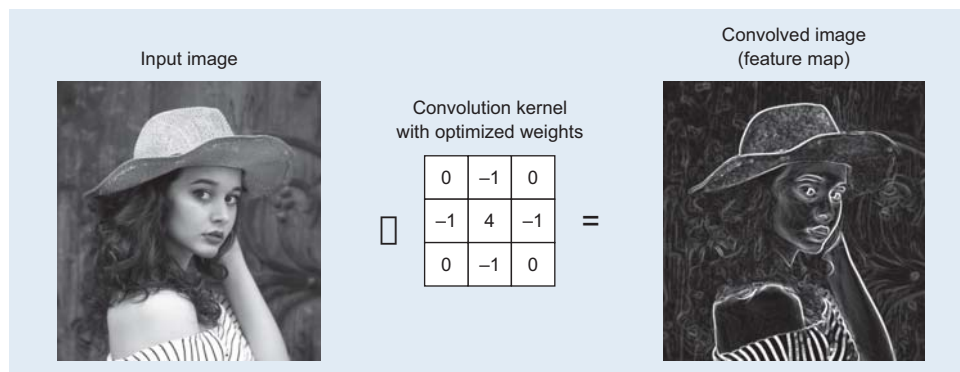 Input image
Convolution kernel
with optimized weights
0 –1 0
–1 4 –1
0 –1 0
=
Convolved image
(feature map)